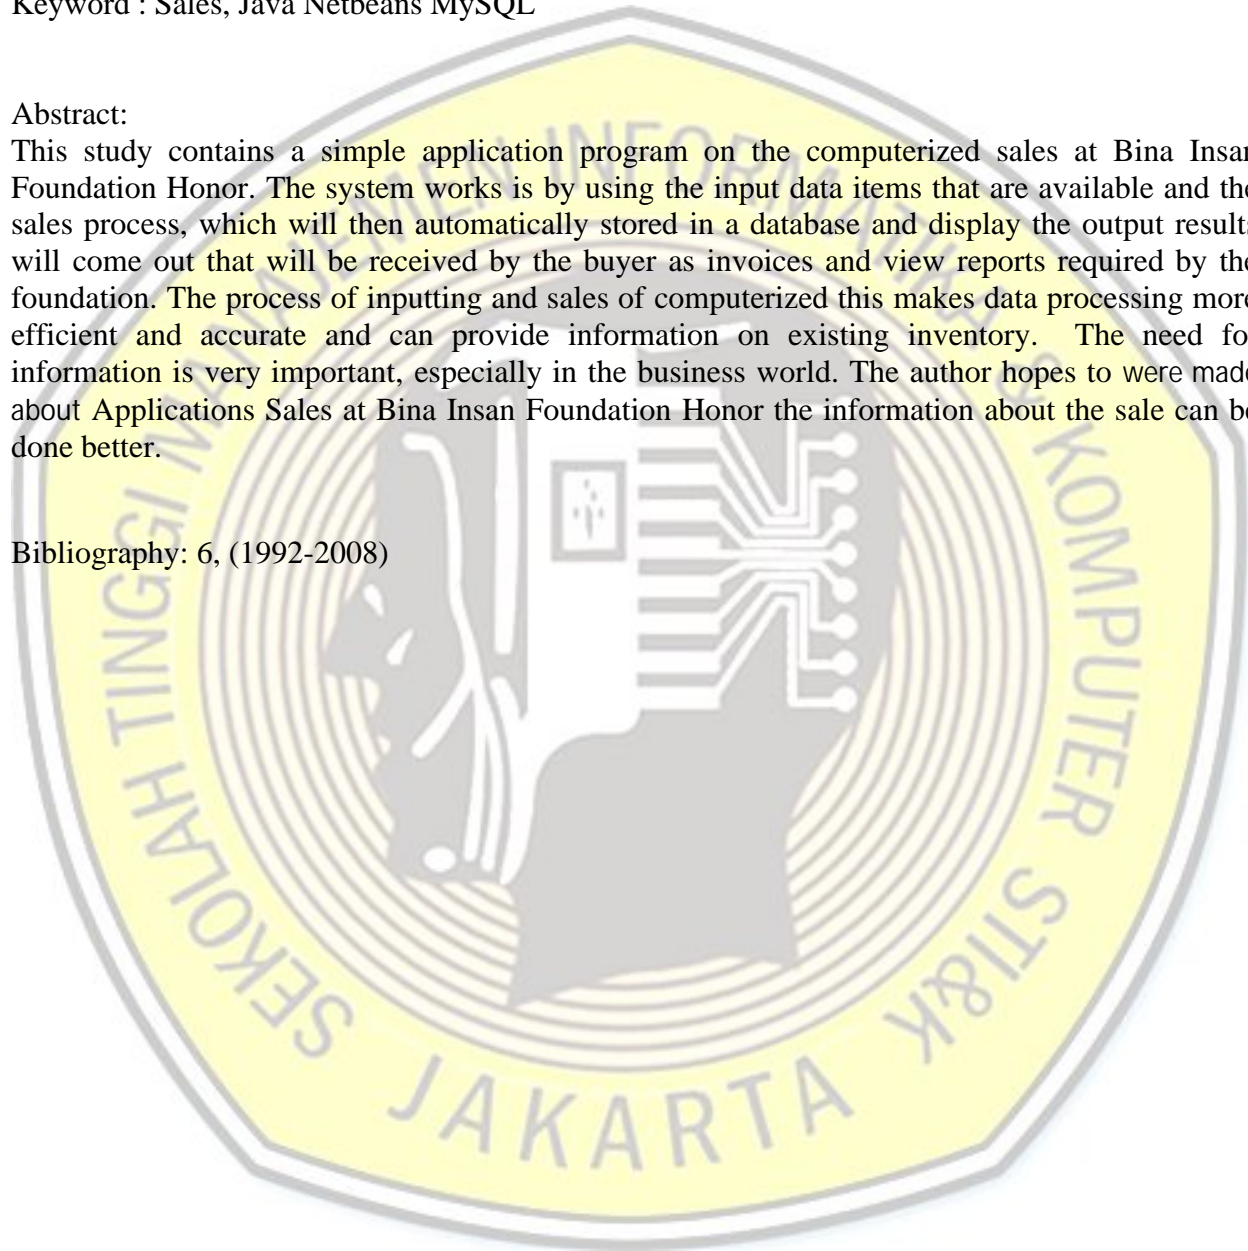 Keyword : Sales, Java Netbeans MySQL
Abstract:
This study contains a simple application program on the computerized sales at Bina Insan
Foundation Honor. The system works is by using the input data items that are available and the
sales process, which will then automatically stored in a database and display the output results
will come out that will be received by the buyer as invoices and view reports required by the
foundation. The process of inputting and sales of computerized this makes data processing more
efficient and accurate and can provide information on existing inventory. The need fo
information is very important, especially in the business world. The author hopes to were made
about Applications Sales at Bina Insan Foundation Honor the information about the sale can be
done better.
Bibliography: 6, (1992-2008)
SEKOLAH TINGGI MANAJEMEN INFORMATIKA & KOMPUTER STI&K
JAKARTA